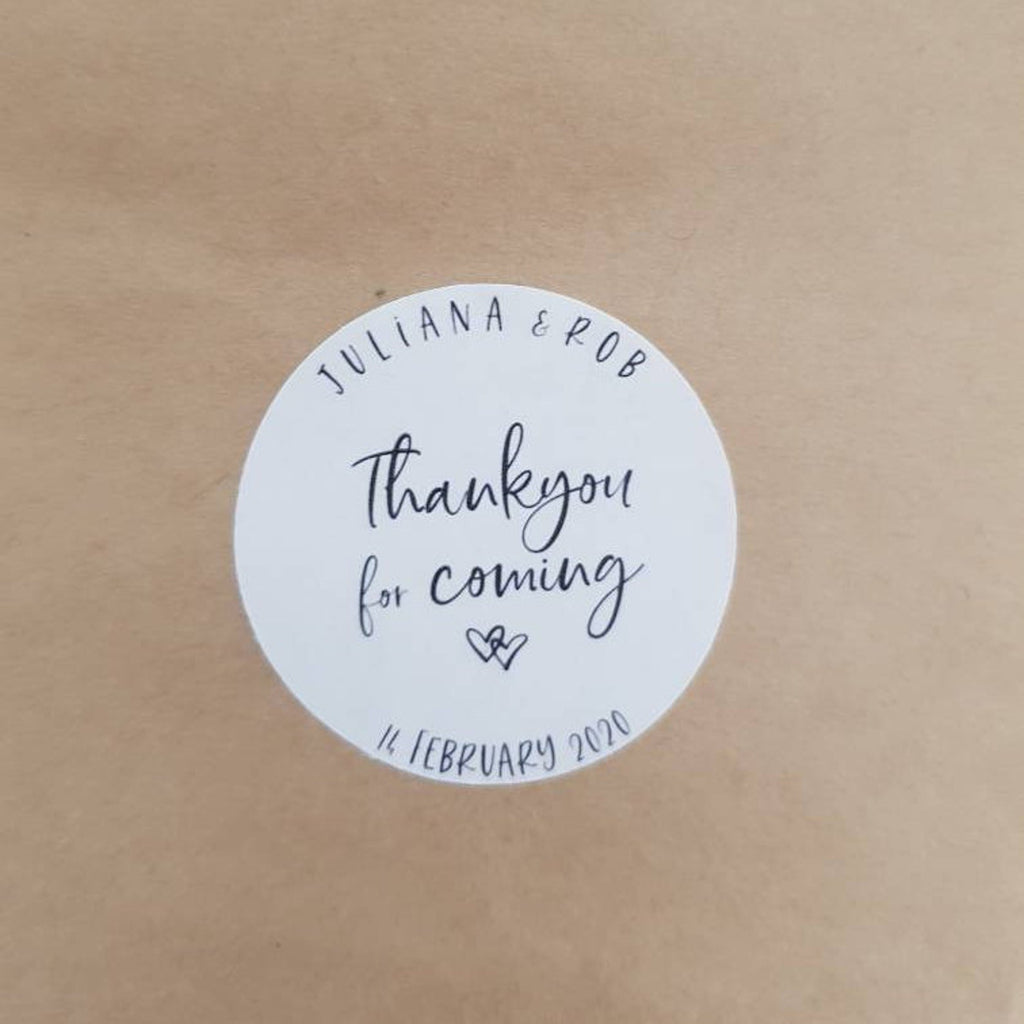 JULiANA & ROB
Thankyou
for coming
14 FEBRUARY 2020